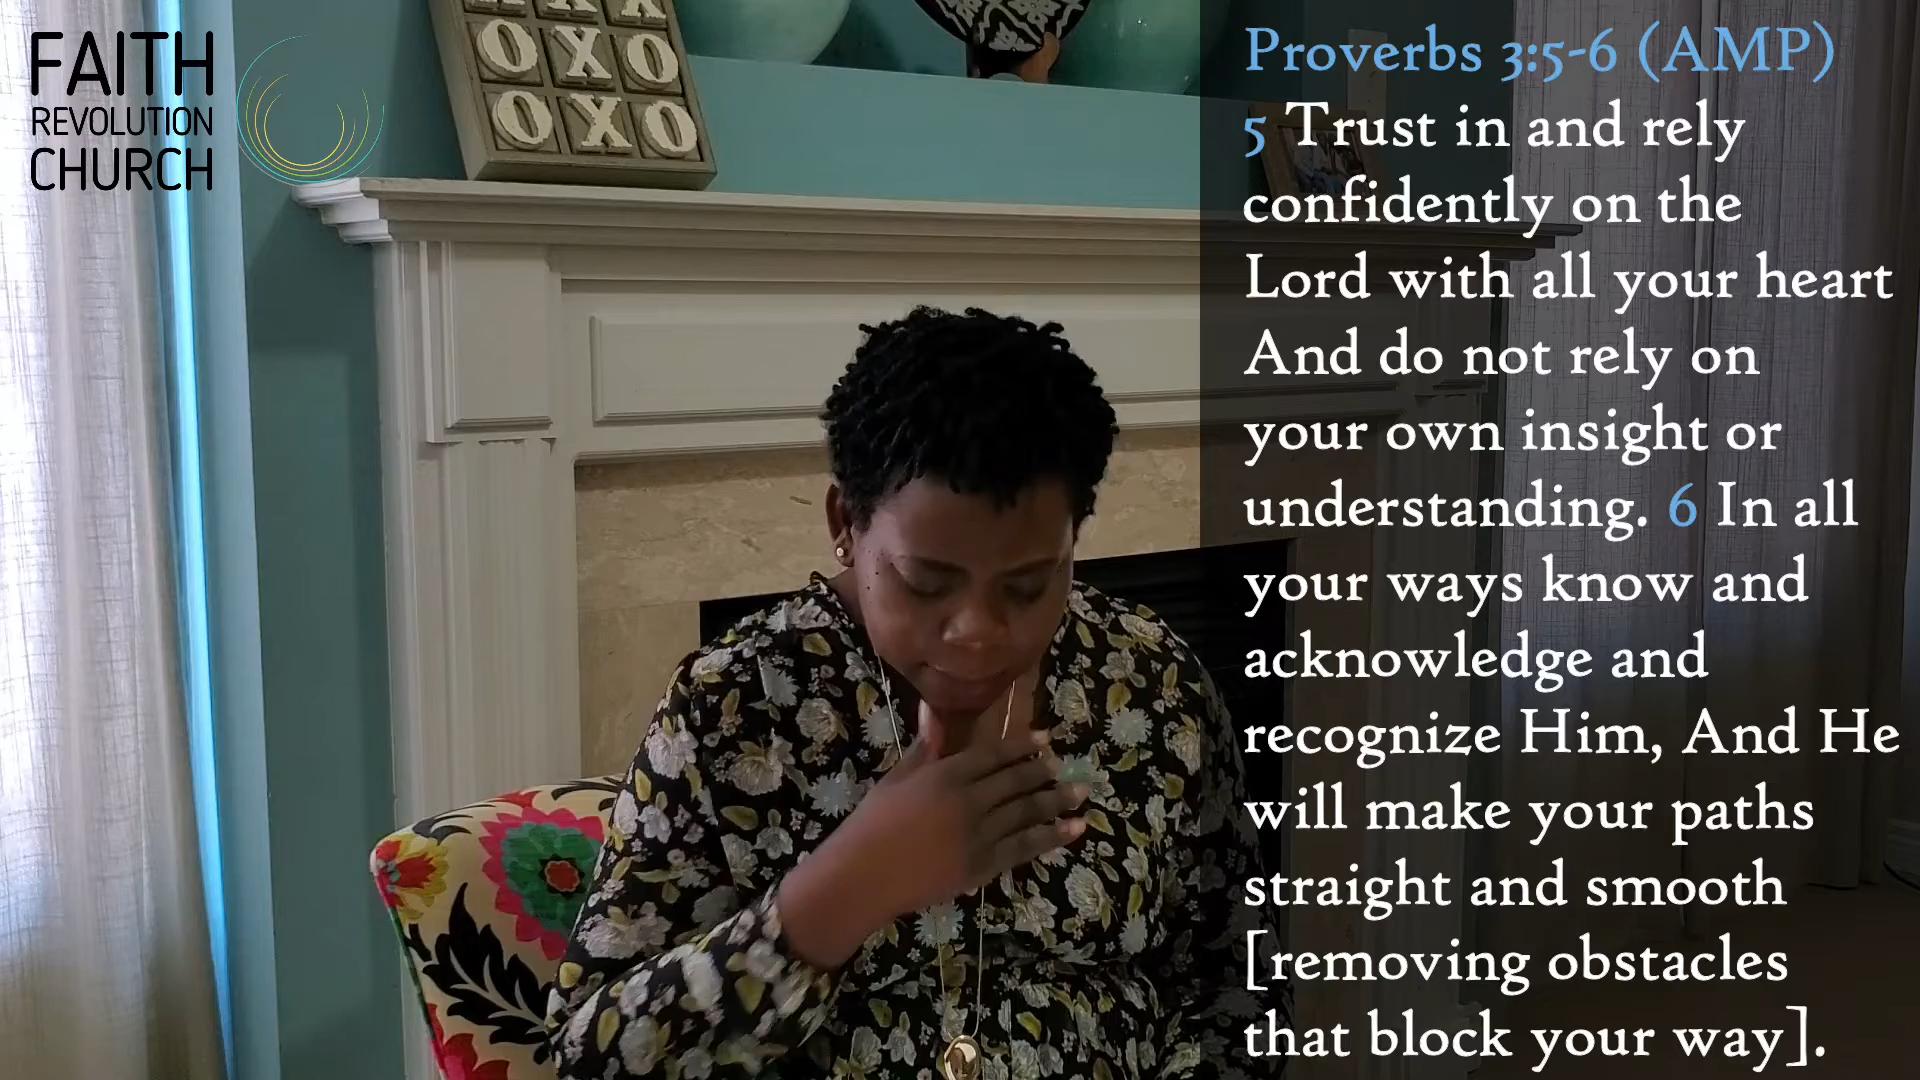 FAITH
REVOLUTION
CHURCH
X X X
O X O
O X O
Proverbs 3:5-6 (AMP)
5 Trust in and rely
confidently on the
Lord with all your heart
And do not rely on
your own insight or
understanding. 6 In all
your ways know and
acknowledge and
recognize Him, And He
will make your paths
straight and smooth
[removing obstacles
that block your way].